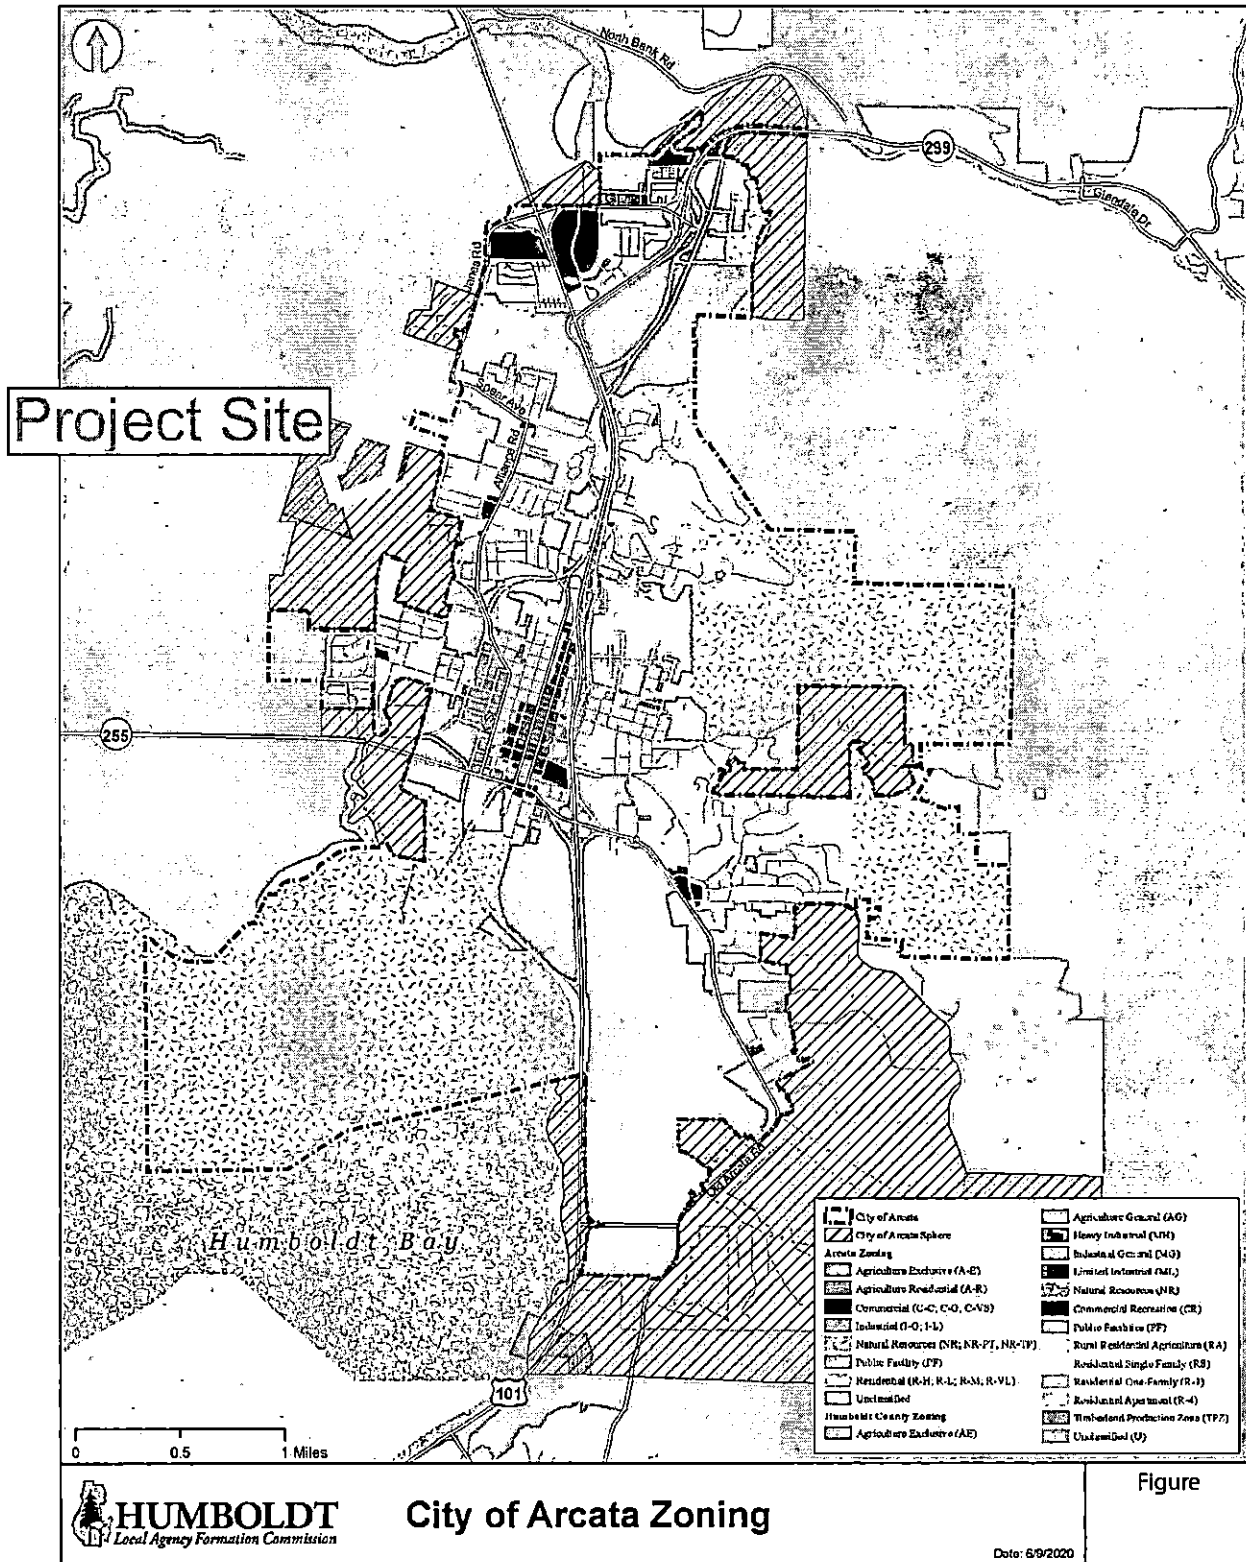 North Bank Rd
299
Glendale Dr
Janes Rd
Spear Ave
Project Site
Alliance Rd
255
Old Arcata Rd
Humboldt Bay
101
0 0.5 1 Miles
City of Arcata
City of Arcata Sphere
Arcata Zoning
Agriculture Exclusive (A-E)
Agriculture Residential (A-R)
Commercial (C-C; C-O, C-VS)
Industrial (I-G; I-L)
Natural Resources (NR; NR-PT, NR-TP)
Public Facility (PF)
Residential (R-H; R-L; R-M; R-VL)
Unclassified
Humboldt County Zoning
Agriculture Exclusive (AE)
Agriculture General (AG)
Heavy Industrial (MH)
Industrial General (MG)
Limited Industrial (ML)
Natural Resources (NR)
Commercial Recreation (CR)
Public Facilities (PF)
Rural Residential Agriculture (RA)
Residential Single Family (RS)
Residential One-Family (R-1)
Residential Apartment (R-4)
Timberland Production Zone (TPZ)
Unclassified (U)
HUMBOLDT
Local Agency Formation Commission
City of Arcata Zoning
Figure
Date: 6/9/2020